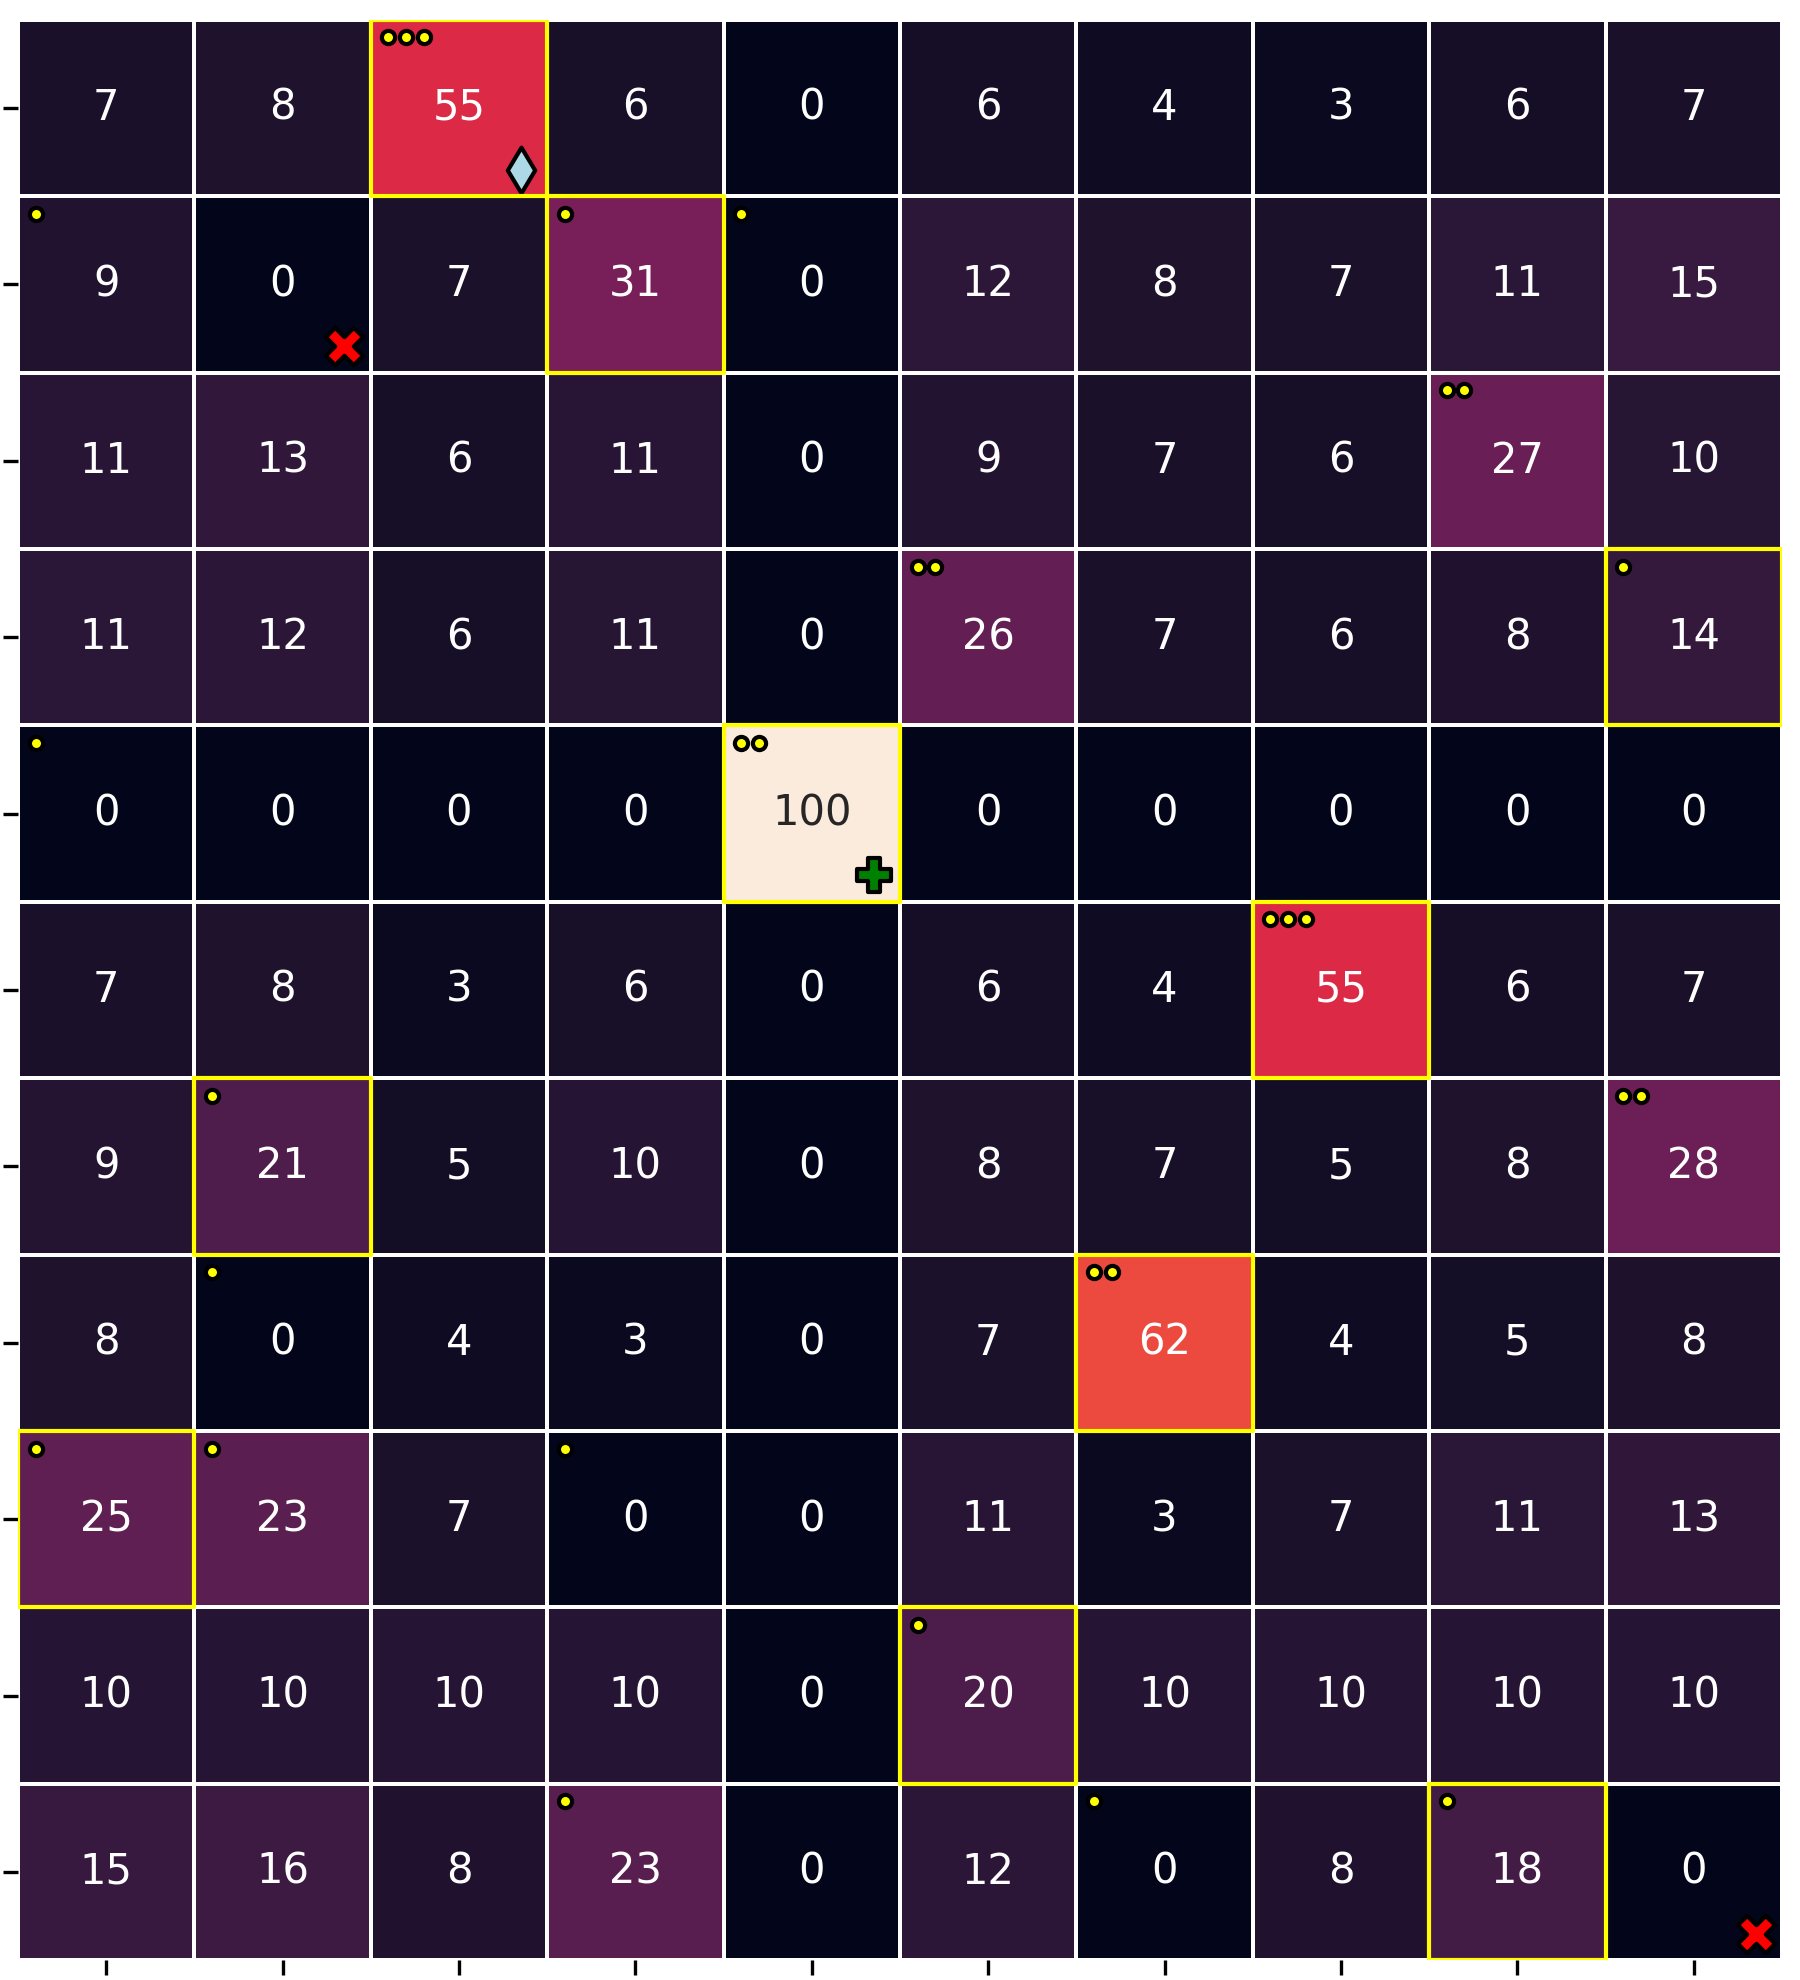 7 8 55 6 0 6 4 3 6 7
9 0 7 31 0 12 8 7 11 15
11 13 6 11 0 9 7 6 27 10
11 12 6 11 0 26 7 6 8 14
0 0 0 0 100 0 0 0 0 0
7 8 3 6 0 6 4 55 6 7
9 21 5 10 0 8 7 5 8 28
8 0 4 3 0 7 62 4 5 8
25 23 7 0 0 11 3 7 11 13
10 10 10 10 0 20 10 10 10 10
15 16 8 23 0 12 0 8 18 0